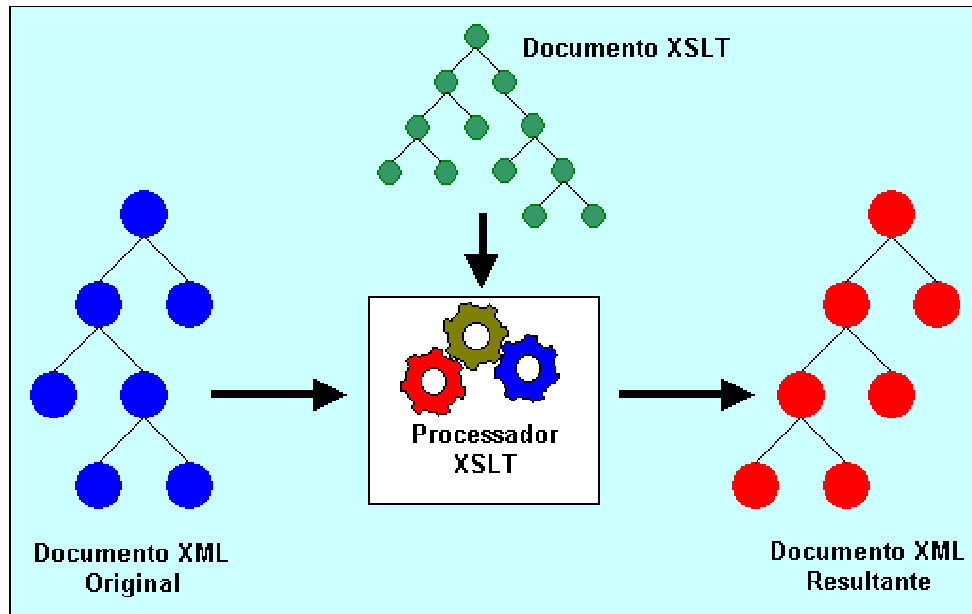 Documento XSLT
Processador
XSLT
Documento XML
Original
Documento XML
Resultante